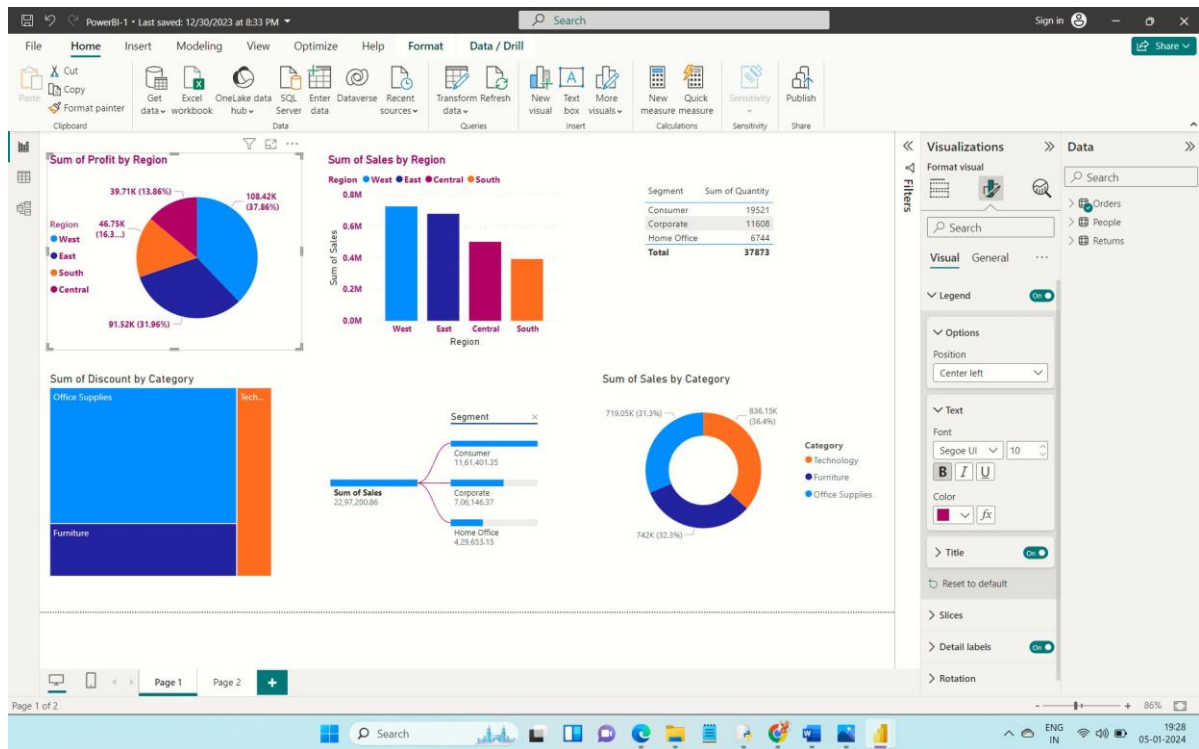 PowerBI-1 • Last saved: 12/30/2023 at 8:33 PM
Search
Sign in
File Home Insert Modeling View Optimize Help Format Data / Drill
Share
Paste
Cut
Copy
Format painter
Clipboard
Get data
Excel workbook
OneLake data hub
SQL Server
Enter data
Dataverse
Recent sources
Data
Transform data
Refresh
Queries
New visual
Text box
More visuals
Insert
New measure
Quick measure
Calculations
Sensitivity
Sensitivity
Publish
Share
Sum of Profit by Region
39.71K (13.86%)
108.42K
(37.86%)
Region
46.75K
(16.3...)
West
East
South
Central
91.52K (31.96%)
Sum of Sales by Region
Region West East Central South
0.8M
0.6M
0.4M
0.2M
0.0M
Sum of Sales
West East Central South
Region
Segment Sum of Quantity
Consumer 19521
Corporate 11608
Home Office 6744
Total 37873
Sum of Discount by Category
Office Supplies
Tech...
Furniture
Segment
Sum of Sales
22,97,200.86
Consumer
11,61,401.35
Corporate
7,06,146.37
Home Office
4,29,653.15
Sum of Sales by Category
719.05K (31.3%)
836.15K
(36.4%)
742K (32.3%)
Category
Technology
Furniture
Office Supplies
Filters
Visualizations
Format visual
Search
Visual General
Legend On
Options
Position
Center left
Text
Font
Segoe UI 10
B I U
Color
fx
Title On
Reset to default
Slices
Detail labels On
Rotation
Data
Search
Orders
People
Returns
Page 1 Page 2
Page 1 of 2
86%
Search
ENG
IN
19:28
05-01-2024